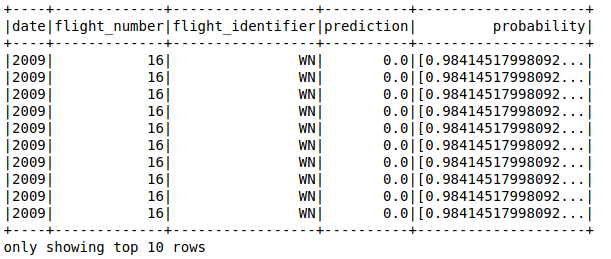 +----+-------------+-----------------+----------+--------------------+
|date|flight_number|flight_identifier|prediction|         probability|
+----+-------------+-----------------+----------+--------------------+
|2009|           16|               WN|       0.0|[0.98414517998092...|
|2009|           16|               WN|       0.0|[0.98414517998092...|
|2009|           16|               WN|       0.0|[0.98414517998092...|
|2009|           16|               WN|       0.0|[0.98414517998092...|
|2009|           16|               WN|       0.0|[0.98414517998092...|
|2009|           16|               WN|       0.0|[0.98414517998092...|
|2009|           16|               WN|       0.0|[0.98414517998092...|
|2009|           16|               WN|       0.0|[0.98414517998092...|
|2009|           16|               WN|       0.0|[0.98414517998092...|
|2009|           16|               WN|       0.0|[0.98414517998092...|
+----+-------------+-----------------+----------+--------------------+
only showing top 10 rows